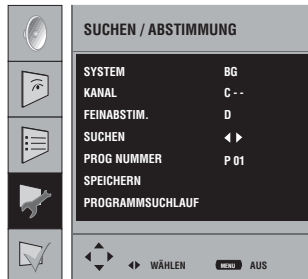 SUCHEN / ABSTIMMUNG
SYSTEM BG
KANAL C - -
FEINABSTIM. D
SUCHEN
PROG NUMMER P 01
SPEICHERN
PROGRAMMSUCHLAUF
WÄHLEN MENU AUS